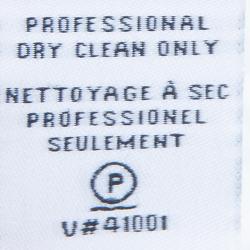 PROFESSIONAL
DRY CLEAN ONLY
NETTOYAGE À SEC
PROFESSIONEL
SEULEMENT
P
V#41001